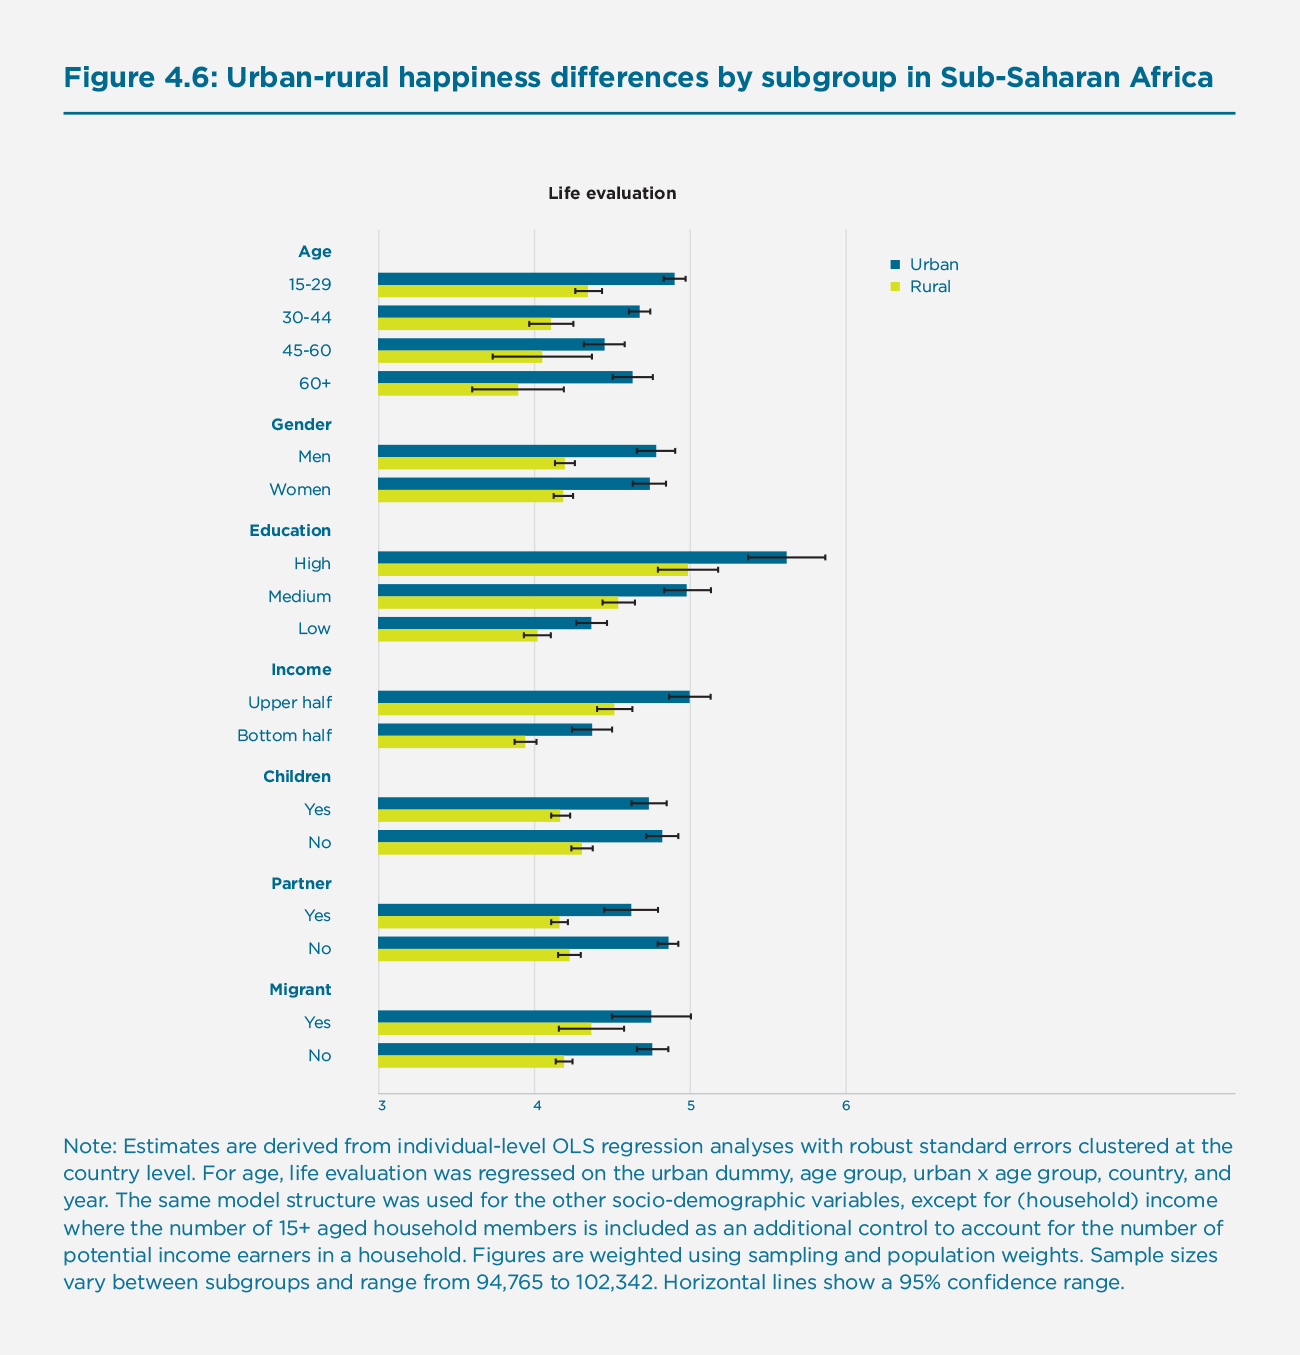 Figure 4.6: Urban-rural happiness differences by subgroup in Sub-Saharan Africa
Life evaluation
Urban
Rural
Age
15-29
30-44
45-60
60+
Gender
Men
Women
Education
High
Medium
Low
Income
Upper half
Bottom half
Children
Yes
No
Partner
Yes
No
Migrant
Yes
No
3 4 5 6
Note: Estimates are derived from individual-level OLS regression analyses with robust standard errors clustered at the
country level. For age, life evaluation was regressed on the urban dummy, age group, urban x age group, country, and
year. The same model structure was used for the other socio-demographic variables, except for (household) income
where the number of 15+ aged household members is included as an additional control to account for the number of
potential income earners in a household. Figures are weighted using sampling and population weights. Sample sizes
vary between subgroups and range from 94,765 to 102,342. Horizontal lines show a 95% confidence range.